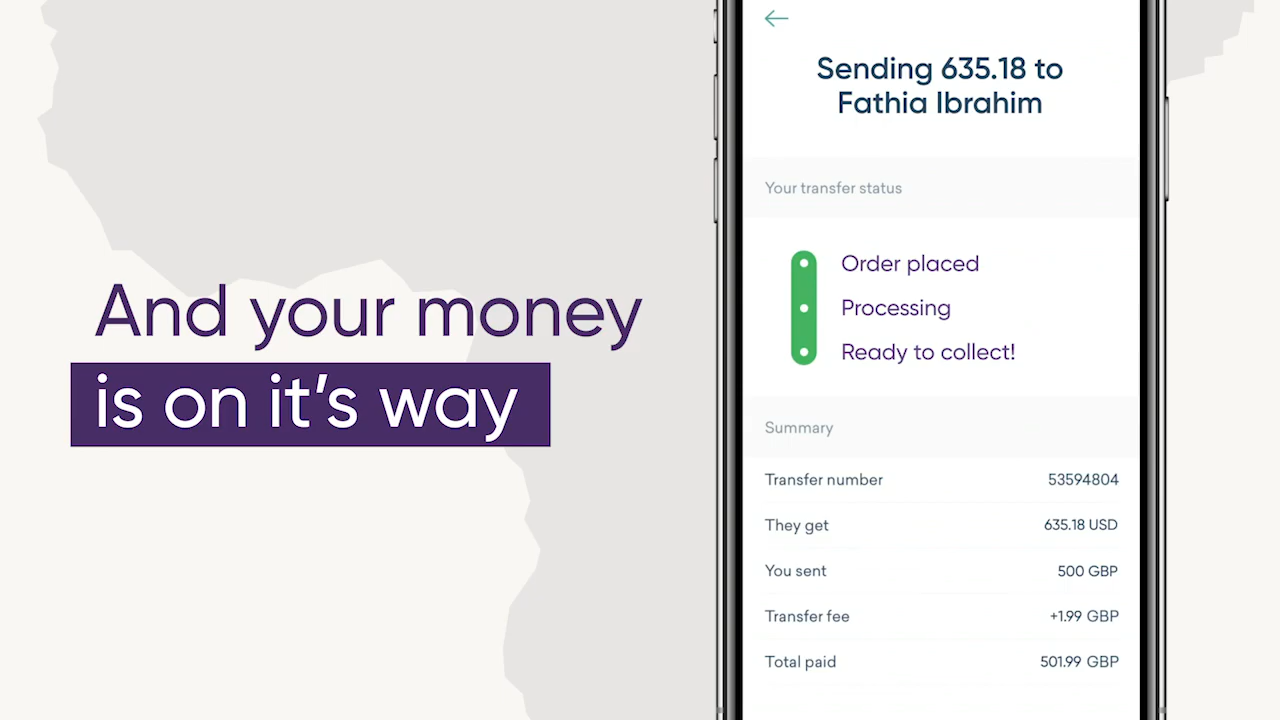 And your money
is on it's way
Sending 635.18 to
Fathia Ibrahim
Your transfer status
Order placed
Processing
Ready to collect!
Summary
Transfer number 53594804
They get 635.18 USD
You sent 500 GBP
Transfer fee +1.99 GBP
Total paid 501.99 GBP